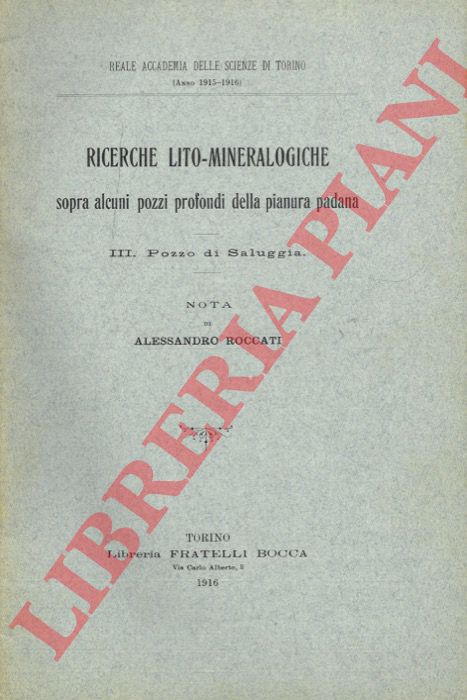 REALE ACCADEMIA DELLE SCIENZE DI TORINO
(Anno 1915-1916)
RICERCHE LITO-MINERALOGICHE
sopra alcuni pozzi profondi della pianura padana
III. Pozzo di Saluggia.
NOTA
DI
ALESSANDRO ROCCATI
TORINO
Libreria FRATELLI BOCCA
Via Carlo Alberto, 3
1916
LIBRERIA PIANI